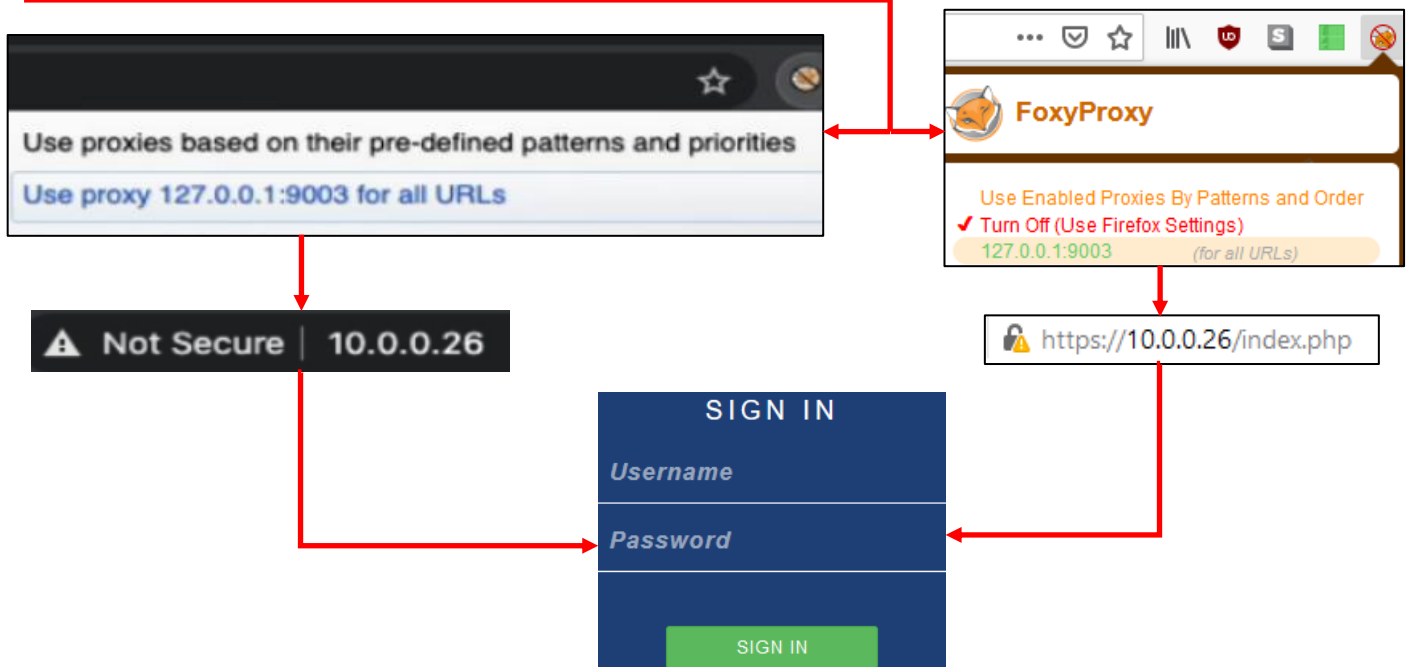 Use proxies based on their pre-defined patterns and priorities
Use proxy 127.0.0.1:9003 for all URLs
FoxyProxy
Use Enabled Proxies By Patterns and Order
Turn Off (Use Firefox Settings)
127.0.0.1:9003 (for all URLs)
Not Secure | 10.0.0.26
https://10.0.0.26/index.php
SIGN IN
Username
Password
SIGN IN